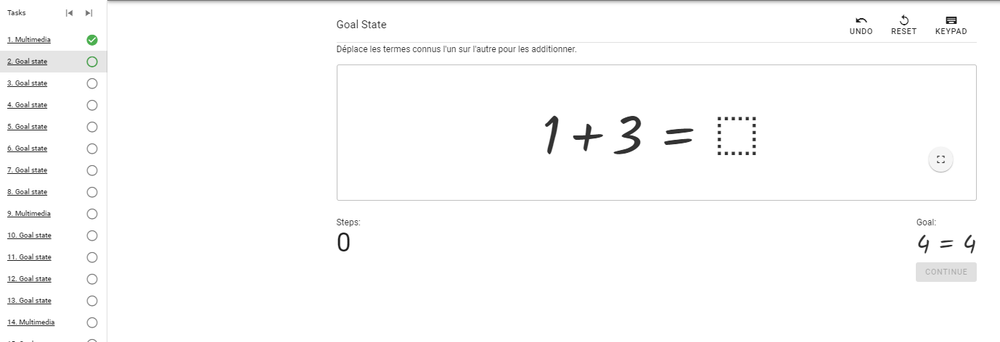 Tasks
1. Multimedia
2. Goal state
3. Goal state
4. Goal state
5. Goal state
6. Goal state
7. Goal state
8. Goal state
9. Multimedia
10. Goal state
11. Goal state
12. Goal state
13. Goal state
14. Multimedia
Goal State
UNDO RESET KEYPAD
Déplace les termes connus l'un sur l'autre pour les additionner.
1 + 3 =
Steps:
0
Goal:
4 = 4
CONTINUE